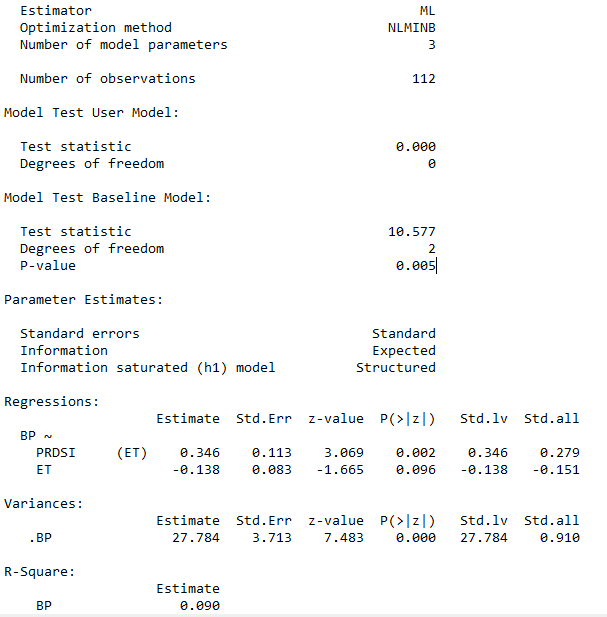 Estimator ML
Optimization method NLMINB
Number of model parameters 3
Number of observations 112
Model Test User Model:
Test statistic 0.000
Degrees of freedom 0
Model Test Baseline Model:
Test statistic 10.577
Degrees of freedom 2
P-value 0.005
Parameter Estimates:
Standard errors Standard
Information Expected
Information saturated (h1) model Structured
Regressions:
Estimate Std.Err z-value P(>|z|) Std.lv Std.all
BP ~
PRDSI (ET) 0.346 0.113 3.069 0.002 0.346 0.279
ET -0.138 0.083 -1.665 0.096 -0.138 -0.151
Variances:
Estimate Std.Err z-value P(>|z|) Std.lv Std.all
.BP 27.784 3.713 7.483 0.000 27.784 0.910
R-Square:
Estimate
BP 0.090